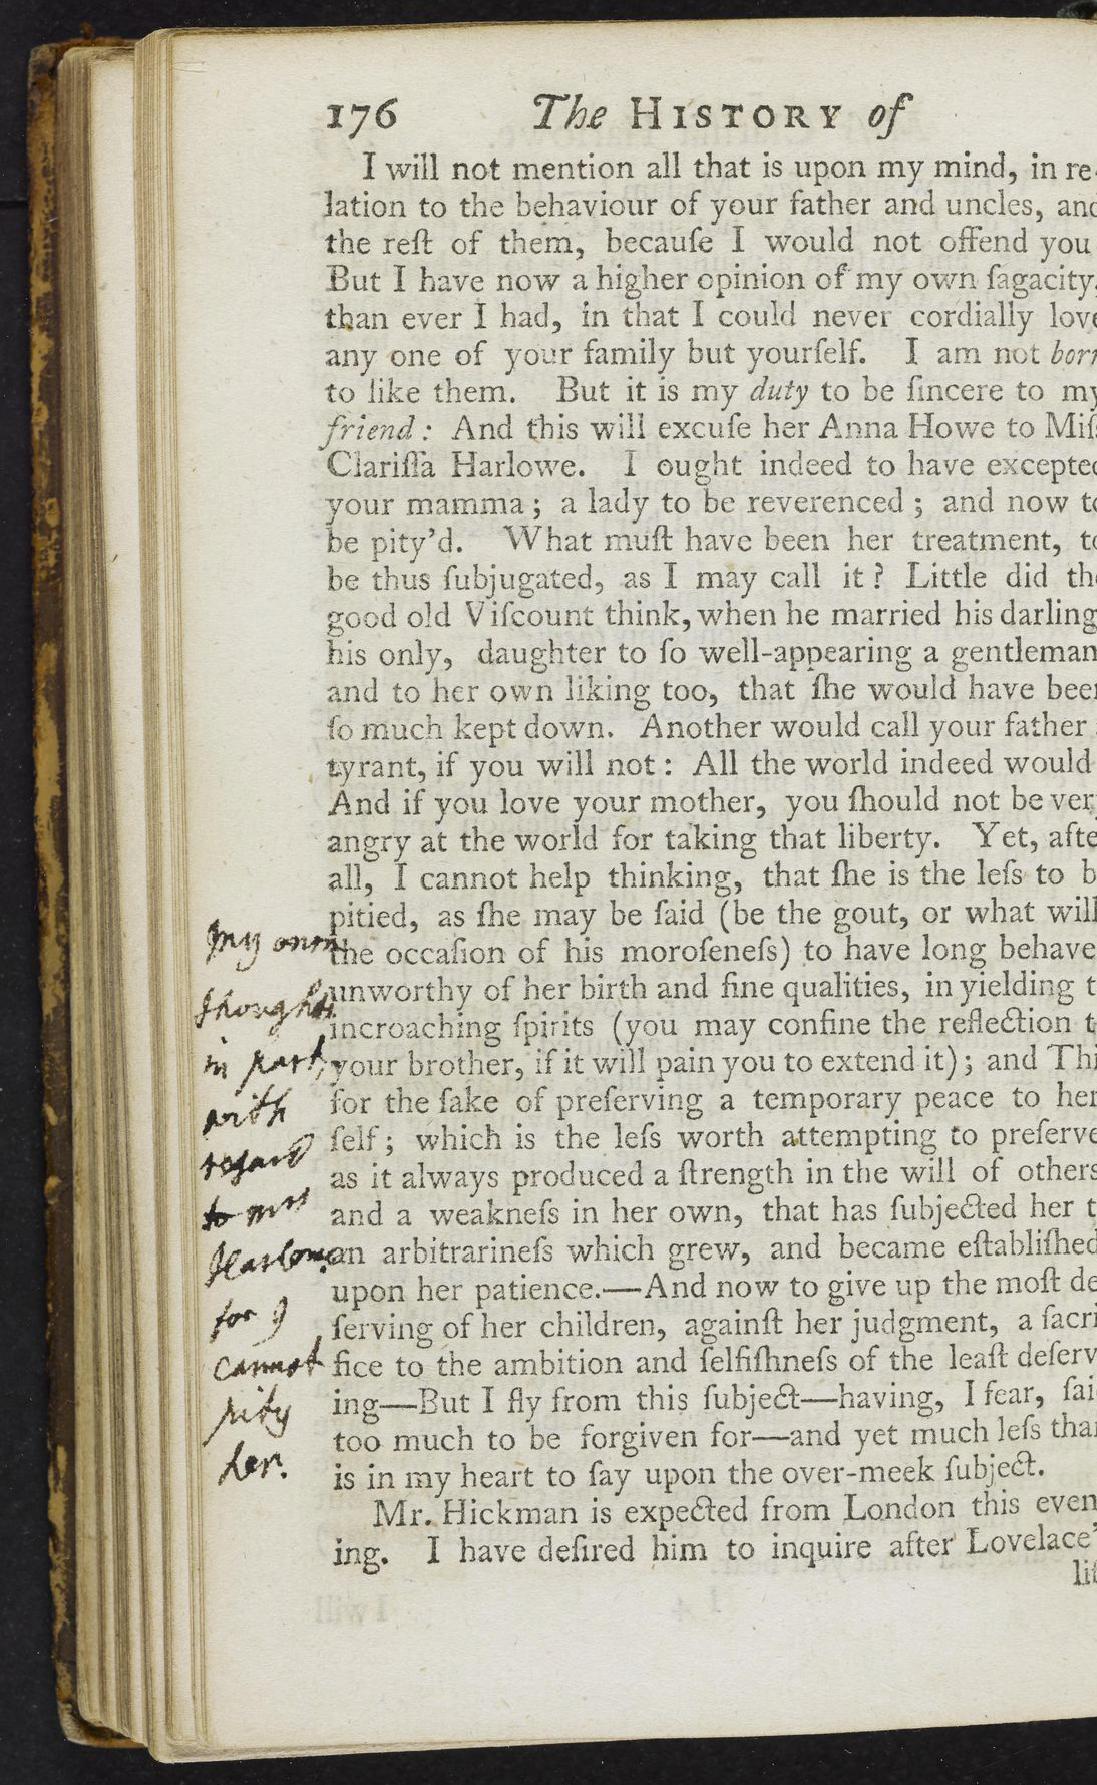 176 The HISTORY of
I will not mention all that is upon my mind, in re-
lation to the behaviour of your father and uncles, and
the reſt of them, becauſe I would not offend you
But I have now a higher opinion of my own ſagacity,
than ever I had, in that I could never cordially love
any one of your family but yourſelf. I am not born
to like them. But it is my duty to be ſincere to my
friend: And this will excuſe her Anna Howe to Miſs
Clariſſa Harlowe. I ought indeed to have excepted
your mamma; a lady to be reverenced; and now to
be pity'd. What muſt have been her treatment, to
be thus ſubjugated, as I may call it? Little did the
good old Viſcount think, when he married his darling
his only, daughter to ſo well-appearing a gentleman
and to her own liking too, that ſhe would have been
ſo much kept down. Another would call your father
tyrant, if you will not: All the world indeed would
And if you love your mother, you ſhould not be very
angry at the world for taking that liberty. Yet, afte
all, I cannot help thinking, that ſhe is the leſs to b
pitied, as ſhe may be ſaid (be the gout, or what will
the occaſion of his moroſeneſs) to have long behave
unworthy of her birth and fine qualities, in yielding t
incroaching ſpirits (you may confine the reflection t
your brother, if it will pain you to extend it); and Thi
for the ſake of preſerving a temporary peace to her
ſelf; which is the leſs worth attempting to preſerve
as it always produced a ſtrength in the will of others
and a weakneſs in her own, that has ſubjected her t
an arbitrarineſs which grew, and became eſtabliſhed
upon her patience.—And now to give up the moſt de
ſerving of her children, againſt her judgment, a ſacri
fice to the ambition and ſelfiſhneſs of the leaſt deſerv
ing—But I fly from this ſubject—having, I fear, ſai
too much to be forgiven for—and yet much leſs than
is in my heart to ſay upon the over-meek ſubject.
Mr. Hickman is expected from London this even
ing. I have deſired him to inquire after Lovelace'
liſ
my own
thoughts
in part,
with
regard
to mrs
Harlowe
for I
cannot
pity
her.